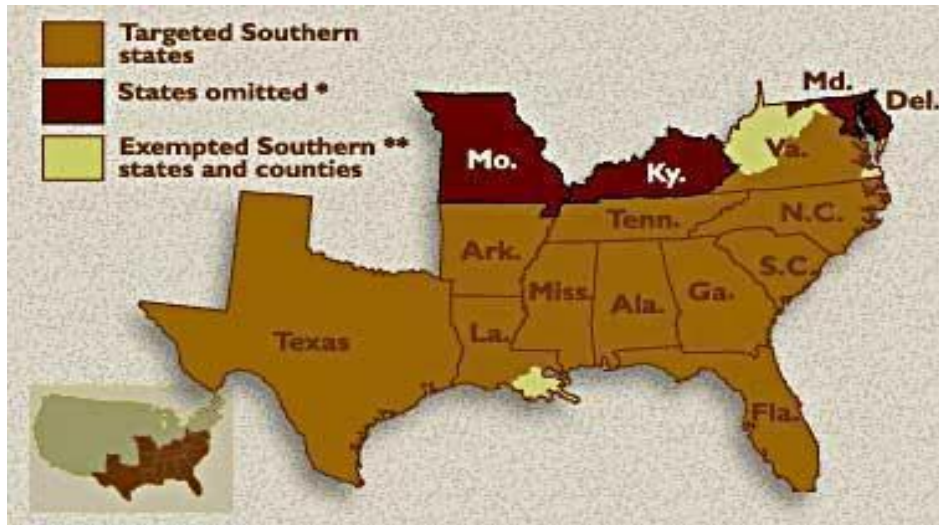 Targeted Southern
states
States omitted *
Exempted Southern **
states and counties
Md.
Del.
Mo.
Ky.
Va.
Tenn.
N.C.
Ark.
S.C.
Miss.
Ala.
Ga.
La.
Texas
Fla.